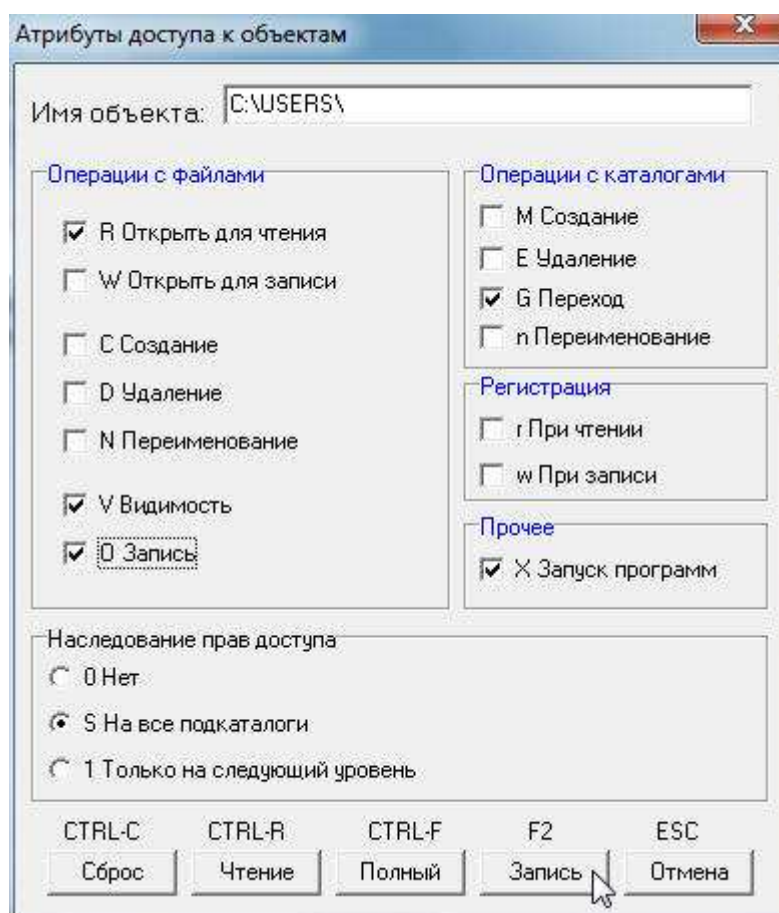 Атрибуты доступа к объектам
Имя объекта: C:\USERS\
Операции с файлами
R Открыть для чтения
W Открыть для записи
C Создание
D Удаление
N Переименование
V Видимость
O Запись
Операции с каталогами
M Создание
E Удаление
G Переход
n Переименование
Регистрация
r При чтении
w При записи
Прочее
X Запуск программ
Наследование прав доступа
0 Нет
S На все подкаталоги
1 Только на следующий уровень
CTRL-C CTRL-R CTRL-F F2 ESC
Сброс Чтение Полный Запись Отмена